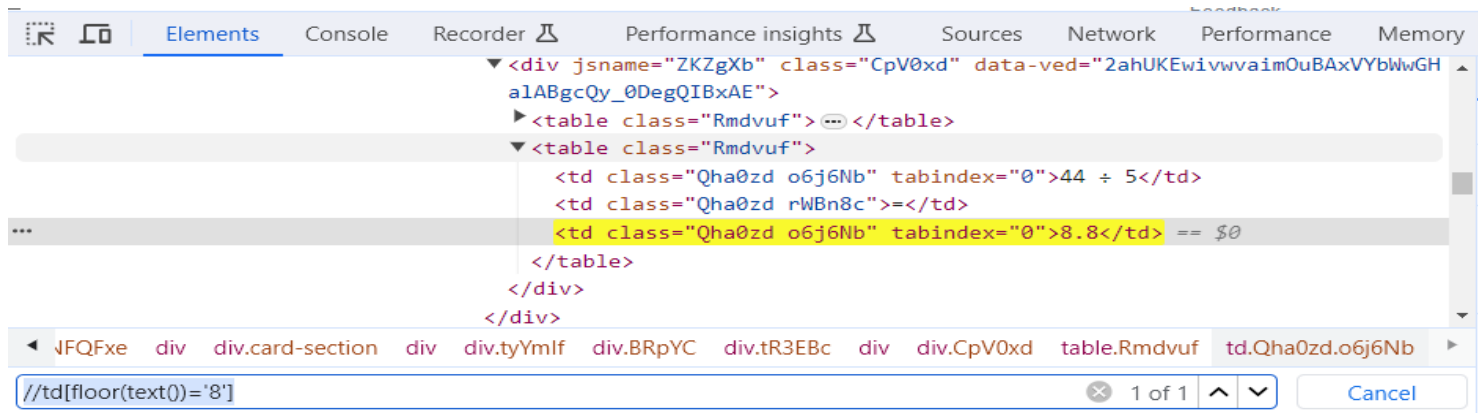 Elements Console Recorder Performance insights Sources Network Performance Memory
▼<div jsname="ZKZgXb" class="CpV0xd" data-ved="2ahUKEwivwvaimOuBAxVYbWwGH
alABgcQy_0DegQIBxAE">
▶<table class="Rmdvuf">…</table>
▼<table class="Rmdvuf">
<td class="Qha0zd o6j6Nb" tabindex="0">44 ÷ 5</td>
<td class="Qha0zd rWBn8c">=</td>
... <td class="Qha0zd o6j6Nb" tabindex="0">8.8</td> == $0
</table>
</div>
</div>
NFQFxe div div.card-section div div.tyYmIf div.BRpYC div.tR3EBc div div.CpV0xd table.Rmdvuf td.Qha0zd.o6j6Nb
//td[floor(text())='8'] 1 of 1 Cancel